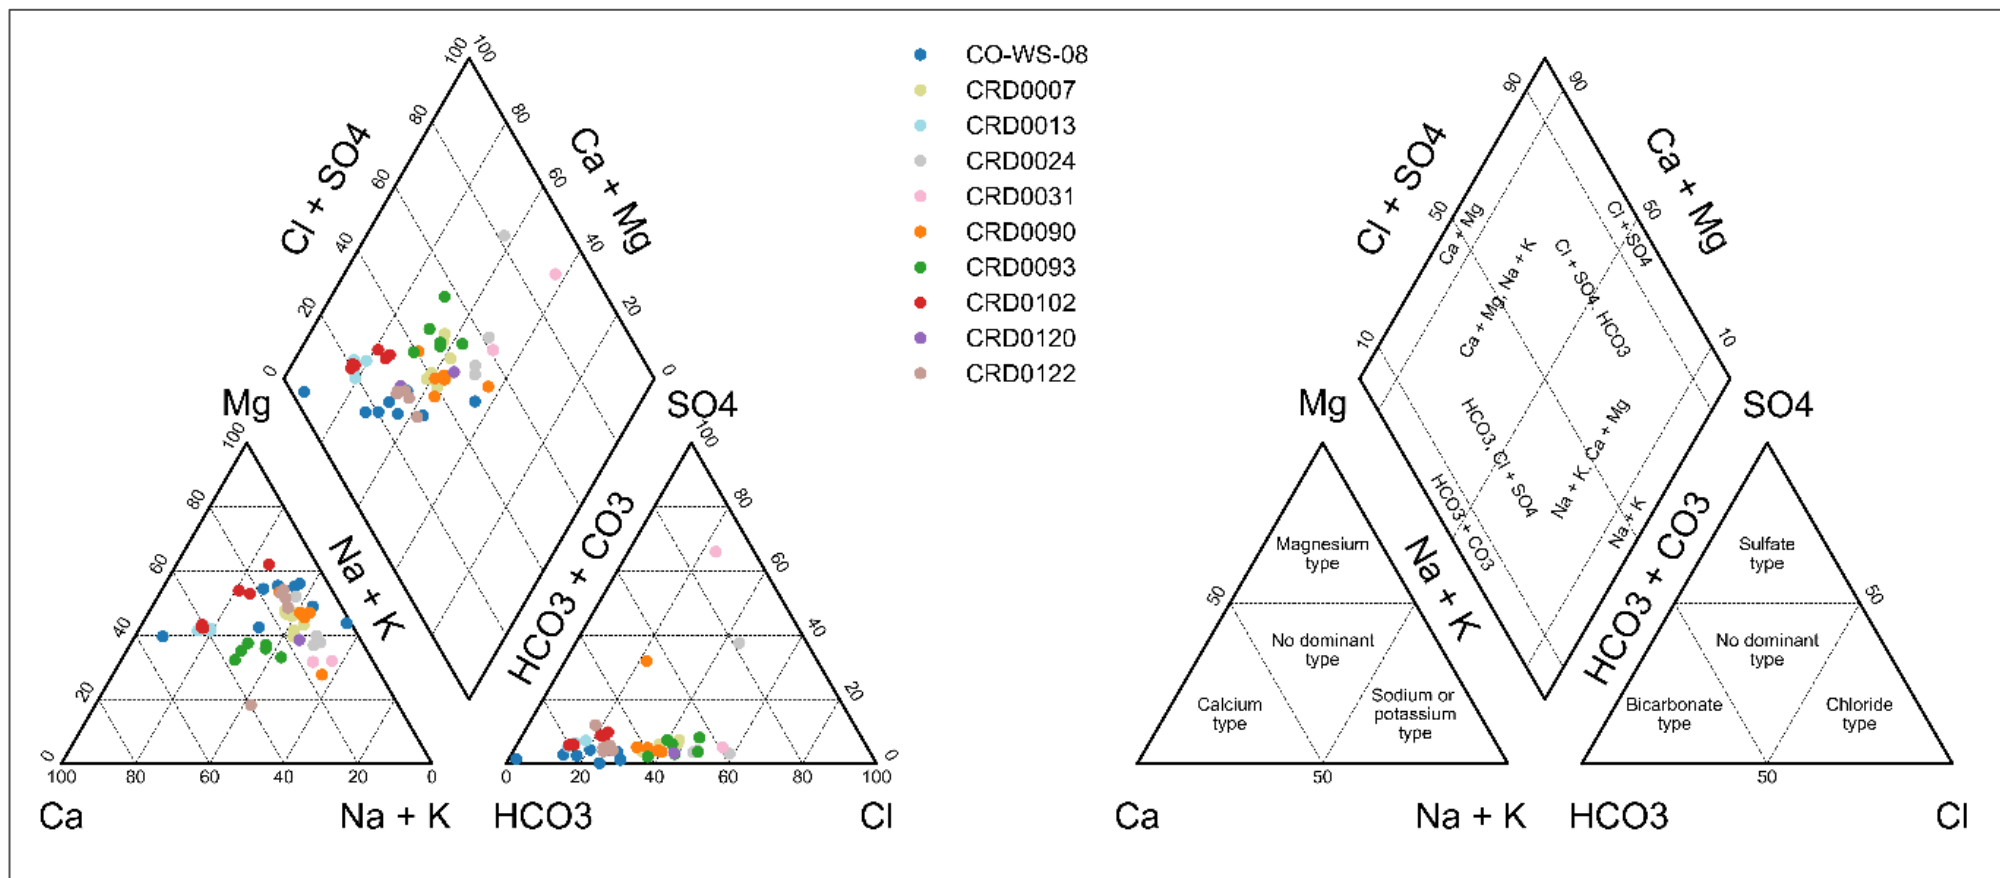 100
100
80
80
60
60
40
40
20
20
0
0
Cl + SO4
Ca + Mg
Mg
SO4
Na + K
HCO3 + CO3
100
80
60
40
20
0
100
80
60
40
20
0
100
80
60
40
20
0
0
20
40
60
80
100
Ca
Na + K
HCO3
Cl
CO-WS-08
CRD0007
CRD0013
CRD0024
CRD0031
CRD0090
CRD0093
CRD0102
CRD0120
CRD0122
90
90
50
50
10
10
Cl + SO4
Ca + Mg
Ca + Mg
Cl + SO4
Ca + Mg, Na + K
Cl + SO4, HCO3
HCO3, Cl + SO4
Na + K, Ca + Mg
HCO3 + CO3
Na + K
Mg
SO4
Na + K
HCO3 + CO3
50
50
Magnesium
type
No dominant
type
Calcium
type
Sodium or
potassium
type
Sulfate
type
No dominant
type
Bicarbonate
type
Chloride
type
50
50
Ca
Na + K
HCO3
Cl